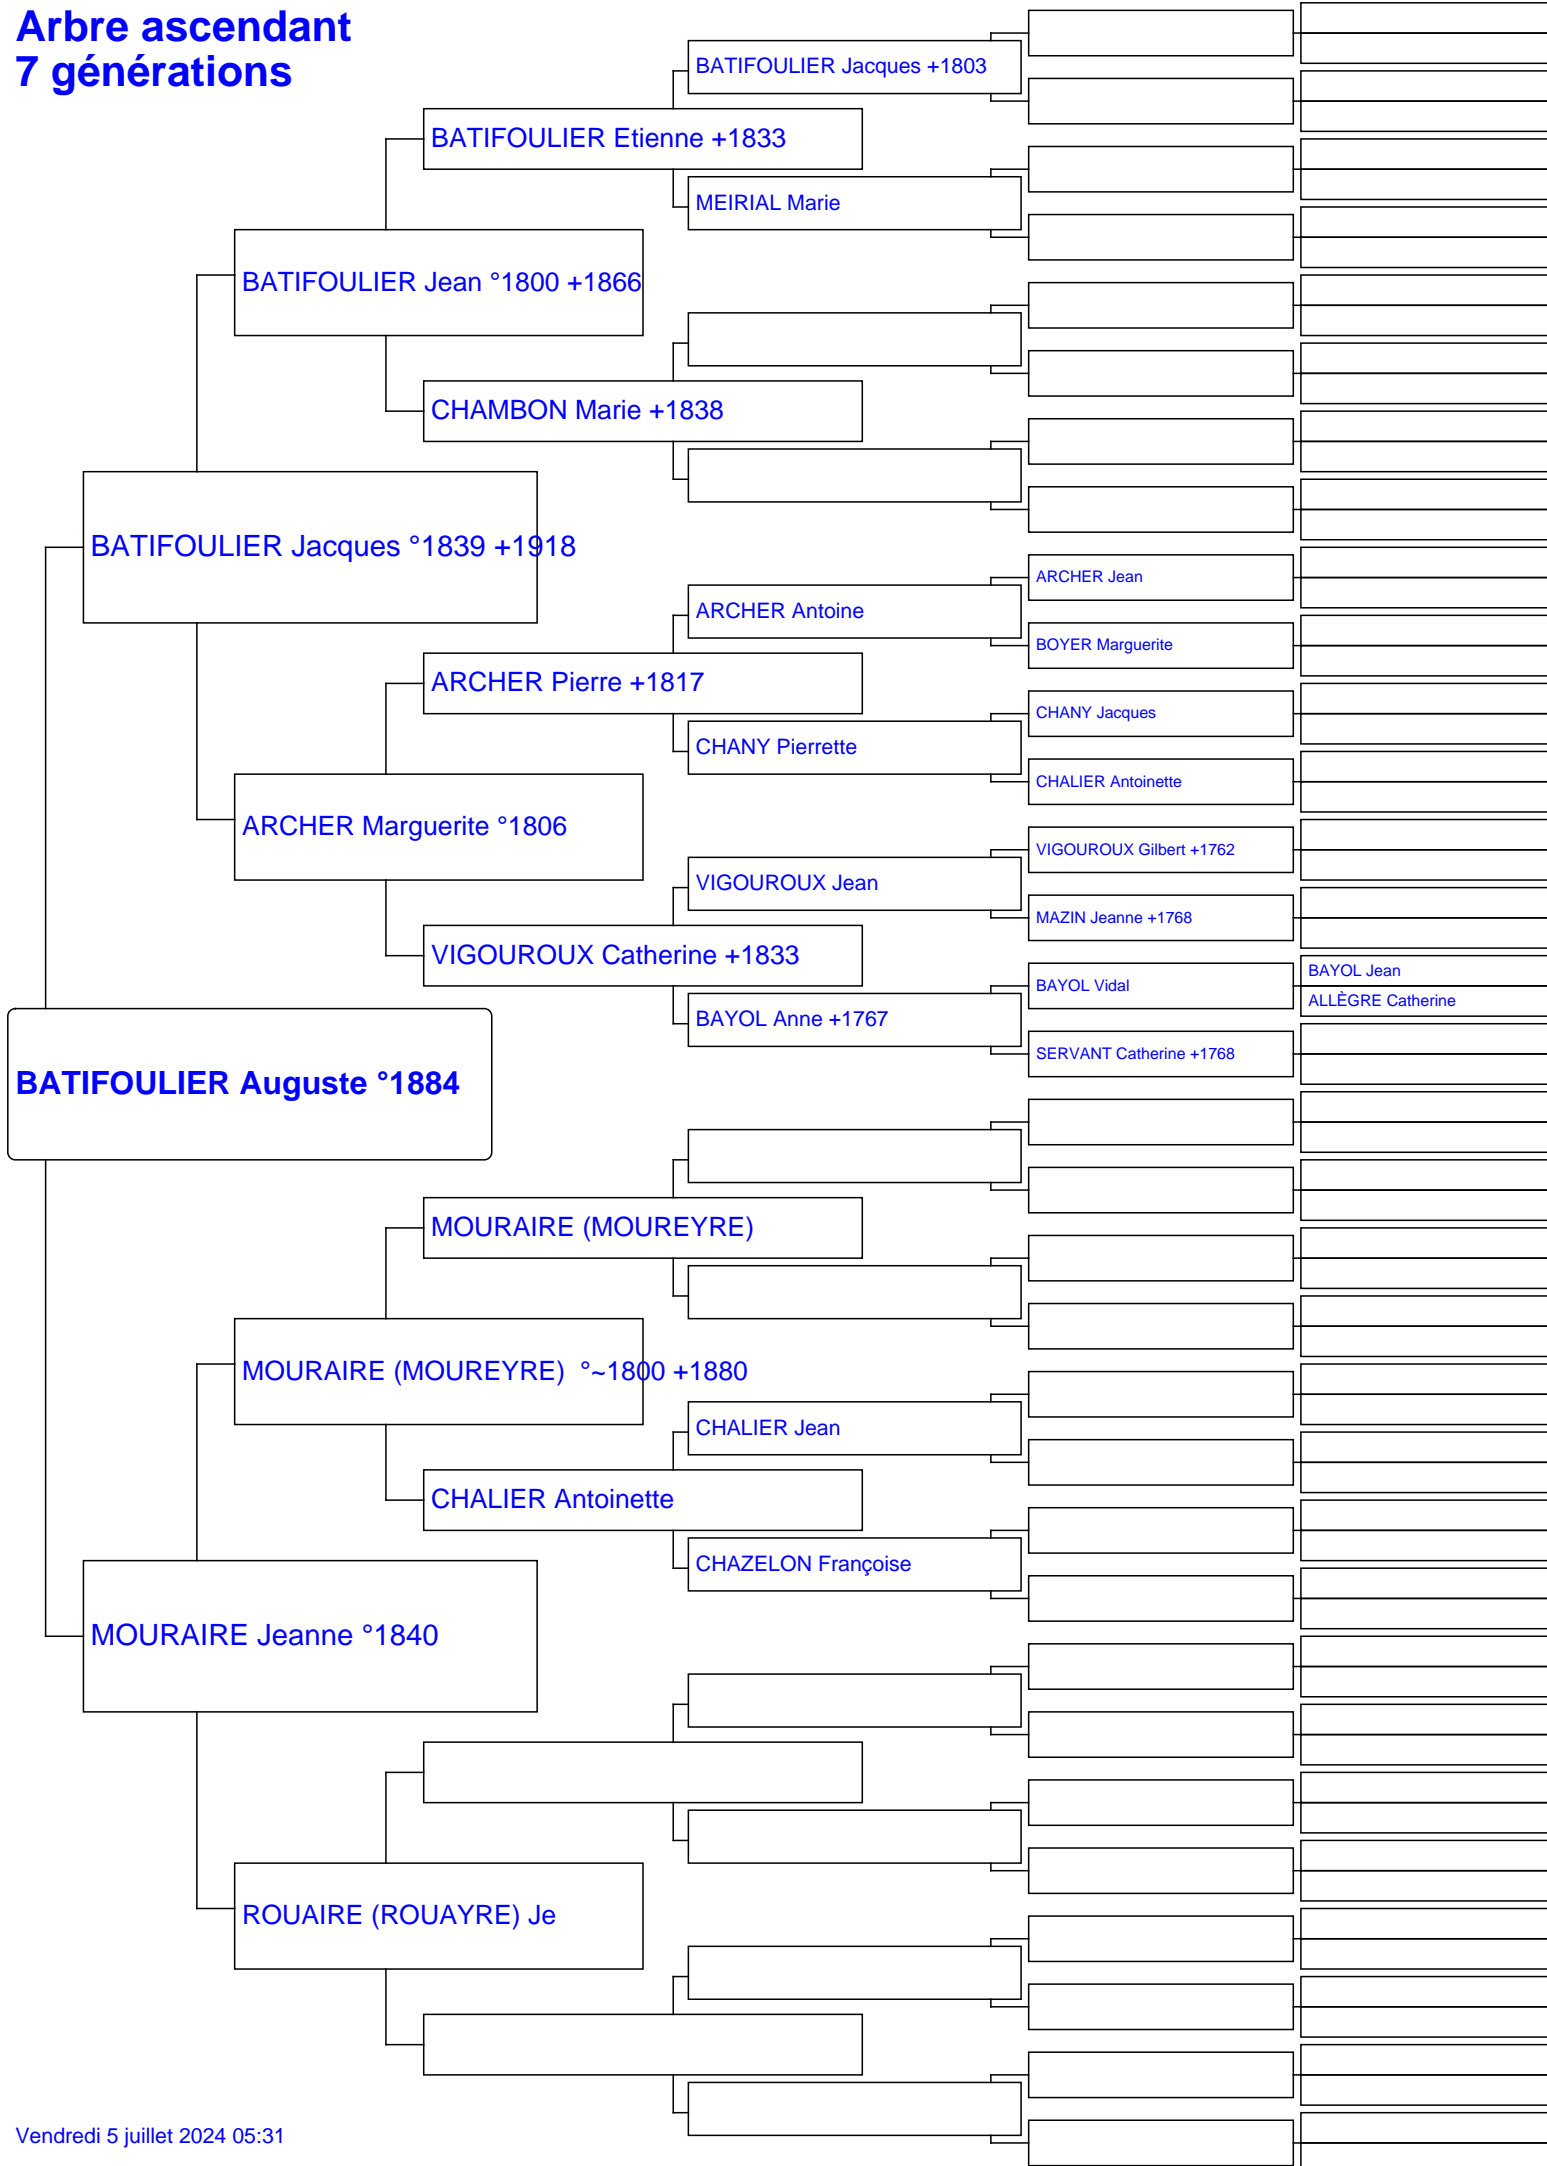 Arbre ascendant
7 générations
BATIFOULIER Jacques +1803
BATIFOULIER Etienne +1833
MEIRIAL Marie
BATIFOULIER Jean °1800 +1866
CHAMBON Marie +1838
BATIFOULIER Jacques °1839 +1918
ARCHER Jean
ARCHER Antoine
BOYER Marguerite
ARCHER Pierre +1817
CHANY Jacques
CHANY Pierrette
CHALIER Antoinette
ARCHER Marguerite °1806
VIGOUROUX Gilbert +1762
VIGOUROUX Jean
MAZIN Jeanne +1768
VIGOUROUX Catherine +1833
BAYOL Jean
BAYOL Vidal
ALLÈGRE Catherine
BAYOL Anne +1767
SERVANT Catherine +1768
BATIFOULIER Auguste °1884
MOURAIRE (MOUREYRE)
MOURAIRE (MOUREYRE)  °~1800 +1880
CHALIER Jean
CHALIER Antoinette
CHAZELON Françoise
MOURAIRE Jeanne °1840
ROUAIRE (ROUAYRE) Je
Vendredi 5 juillet 2024 05:31